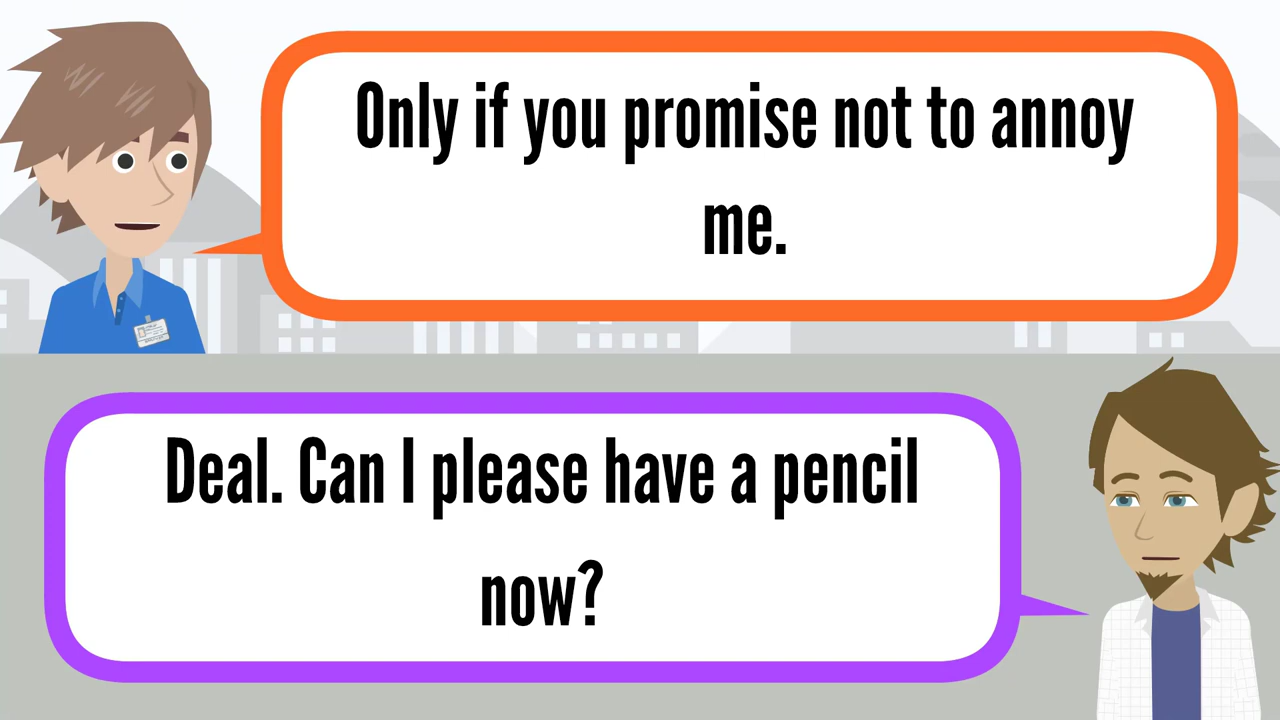 Only if you promise not to annoy
me.
Deal. Can I please have a pencil
now?